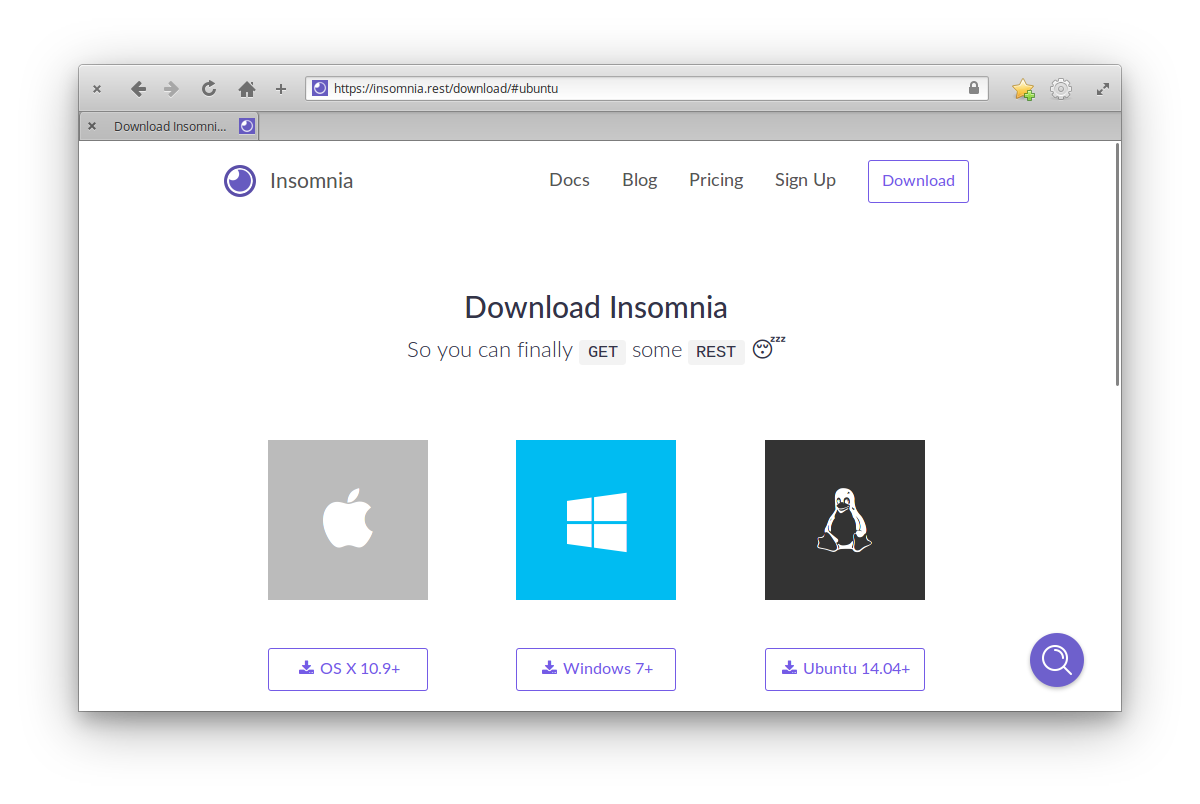 https://insomnia.rest/download/#ubuntu
Download Insomni...
Insomnia
Docs
Blog
Pricing
Sign Up
Download
Download Insomnia
So you can finally GET some REST 😴
OS X 10.9+
Windows 7+
Ubuntu 14.04+